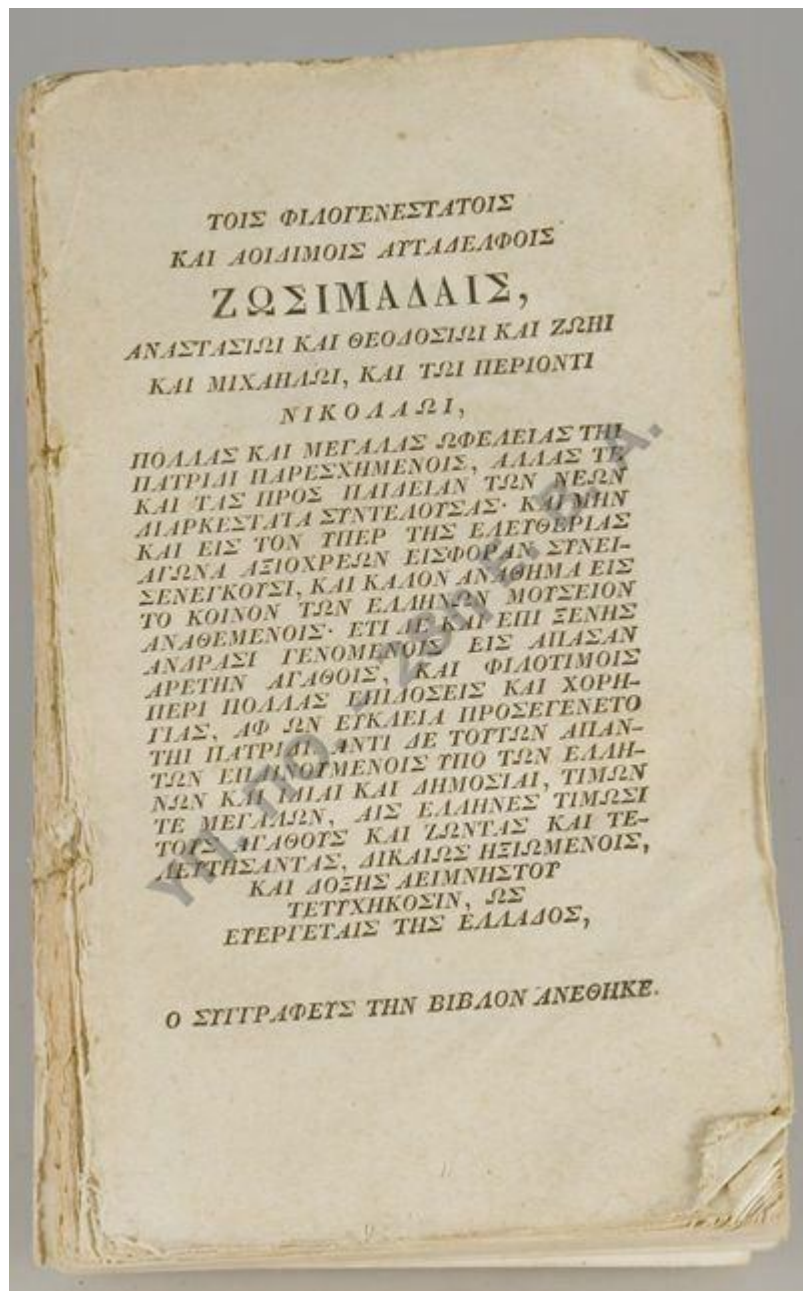 ΤΟΙΣ ΦΙΛΟΓΕΝΕΣΤΑΤΟΙΣ
ΚΑΙ ΑΟΙΔΙΜΟΙΣ ΑΥΤΑΔΕΛΦΟΙΣ
ΖΩΣΙΜΑΔΑΙΣ,
ΑΝΑΣΤΑΣΙΩΙ ΚΑΙ ΘΕΟΔΟΣΙΩΙ ΚΑΙ ΖΩΗΙ
ΚΑΙ ΜΙΧΑΗΛΩΙ, ΚΑΙ ΤΩΙ ΠΕΡΙΟΝΤΙ
ΝΙΚΟΛΑΩΙ,
ΠΟΛΛΑΣ ΚΑΙ ΜΕΓΑΛΑΣ ΩΦΕΛΕΙΑΣ ΤΗΙ
ΠΑΤΡΙΔΙ ΠΑΡΕΣΧΗΜΕΝΟΙΣ, ΑΛΛΑΣ ΤΕ
ΚΑΙ ΤΑΣ ΠΡΟΣ ΠΑΙΔΕΙΑΝ ΤΩΝ ΝΕΩΝ
ΔΙΑΡΚΕΣΤΑΤΑ ΣΥΝΤΕΛΟΥΣΑΣ· ΚΑΙ ΜΗΝ
ΚΑΙ ΕΙΣ ΤΟΝ ΥΠΕΡ ΤΗΣ ΕΛΕΥΘΕΡΙΑΣ
ΑΓΩΝΑ ΑΞΙΟΧΡΕΩΝ ΕΙΣΦΟΡΑΝ ΣΥΝΕΙ-
ΣΕΝΕΓΚΟΥΣΙ, ΚΑΙ ΚΑΛΟΝ ΑΝΑΘΗΜΑ ΕΙΣ
ΤΟ ΚΟΙΝΟΝ ΤΩΝ ΕΛΛΗΝΩΝ ΜΟΥΣΕΙΟΝ
ΑΝΑΘΕΜΕΝΟΙΣ· ΕΤΙ ΔΕ ΚΑΙ ΕΠΙ ΞΕΝΗΣ
ΑΝΔΡΑΣΙ ΓΕΝΟΜΕΝΟΙΣ ΕΙΣ ΑΠΑΣΑΝ
ΑΡΕΤΗΝ ΑΓΑΘΟΙΣ, ΚΑΙ ΦΙΛΟΤΙΜΟΙΣ
ΠΕΡΙ ΠΟΛΛΑΣ ΕΠΙΔΟΣΕΙΣ ΚΑΙ ΧΟΡΗ-
ΓΙΑΣ, ΑΦ ΩΝ ΕΥΚΛΕΙΑ ΠΡΟΣΕΓΕΝΕΤΟ
ΤΗΙ ΠΑΤΡΙΔΙ· ΑΝΤΙ ΔΕ ΤΟΥΤΩΝ ΑΠΑΝ-
ΤΩΝ ΕΠΑΙΝΟΥΜΕΝΟΙΣ ΥΠΟ ΤΩΝ ΕΛΛΗ-
ΝΩΝ ΚΑΙ ΙΔΙΑΙ ΚΑΙ ΔΗΜΟΣΙΑΙ, ΤΙΜΩΝ
ΤΕ ΜΕΓΑΛΩΝ, ΑΙΣ ΕΛΛΗΝΕΣ ΤΙΜΩΣΙ
ΤΟΥΣ ΑΓΑΘΟΥΣ ΚΑΙ ΖΩΝΤΑΣ ΚΑΙ ΤΕ-
ΛΕΥΤΗΣΑΝΤΑΣ, ΔΙΚΑΙΩΣ ΗΞΙΩΜΕΝΟΙΣ,
ΚΑΙ ΔΟΞΗΣ ΑΕΙΜΝΗΣΤΟΥ
ΤΕΤΥΧΗΚΟΣΙΝ, ΩΣ
ΕΥΕΡΓΕΤΑΙΣ ΤΗΣ ΕΛΛΑΔΟΣ,
Ο ΣΥΓΓΡΑΦΕΥΣ ΤΗΝ ΒΙΒΛΟΝ ΑΝΕΘΗΚΕ.